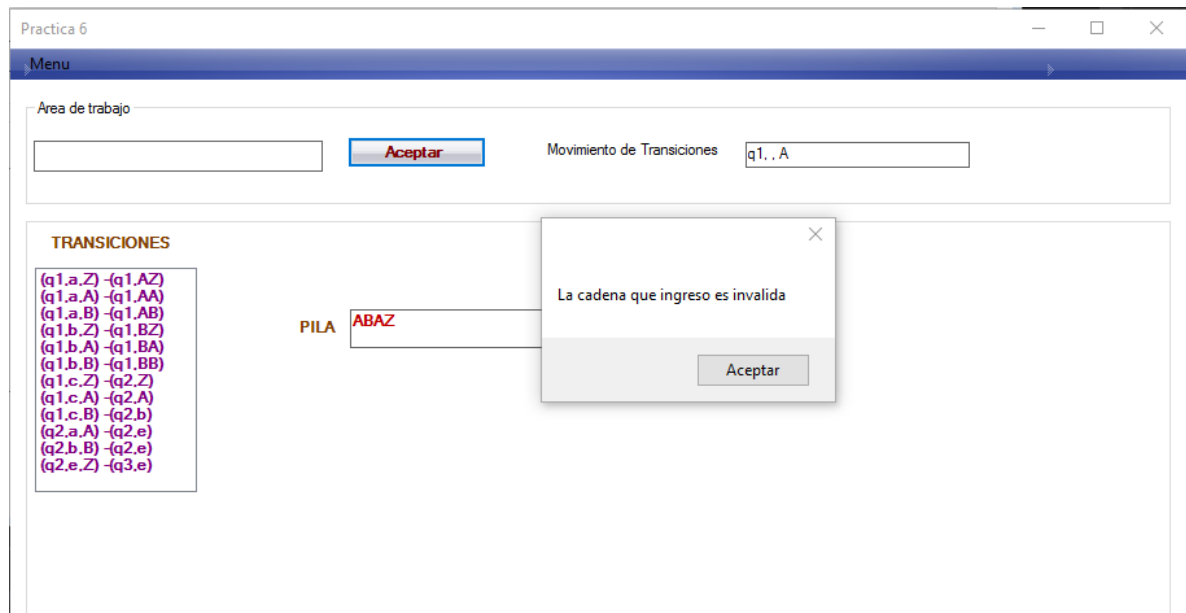 Practica 6
Menu
Area de trabajo
Aceptar
Movimiento de Transiciones
q1, , A
TRANSICIONES
(q1,a,Z) -(q1,AZ)
(q1,a,A) -(q1,AA)
(q1,a,B) -(q1,AB)
(q1,b,Z) -(q1,BZ)
(q1,b,A) -(q1,BA)
(q1,b,B) -(q1,BB)
(q1,c,Z) -(q2,Z)
(q1,c,A) -(q2,A)
(q1,c,B) -(q2,b)
(q2,a,A) -(q2,e)
(q2,b,B) -(q2,e)
(q2,e,Z) -(q3,e)
PILA
ABAZ
La cadena que ingreso es invalida
Aceptar